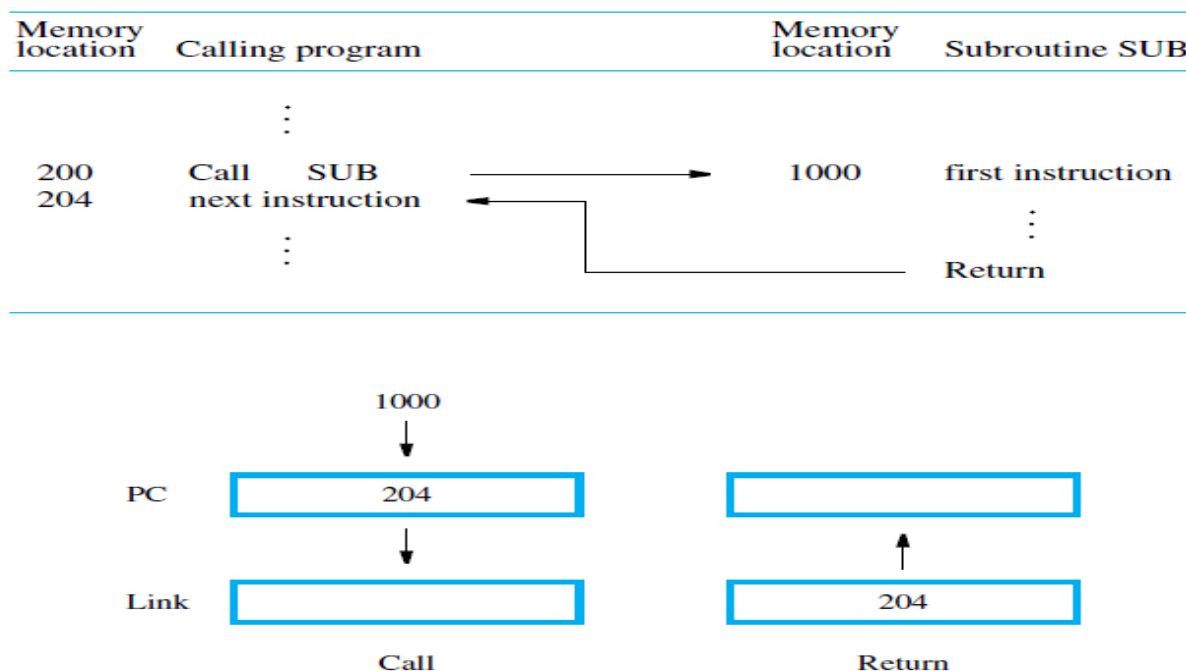 Memory location Calling program Memory location Subroutine SUB
200 Call SUB 1000 first instruction
204 next instruction
Return
1000
PC 204
Link 204
Call Return